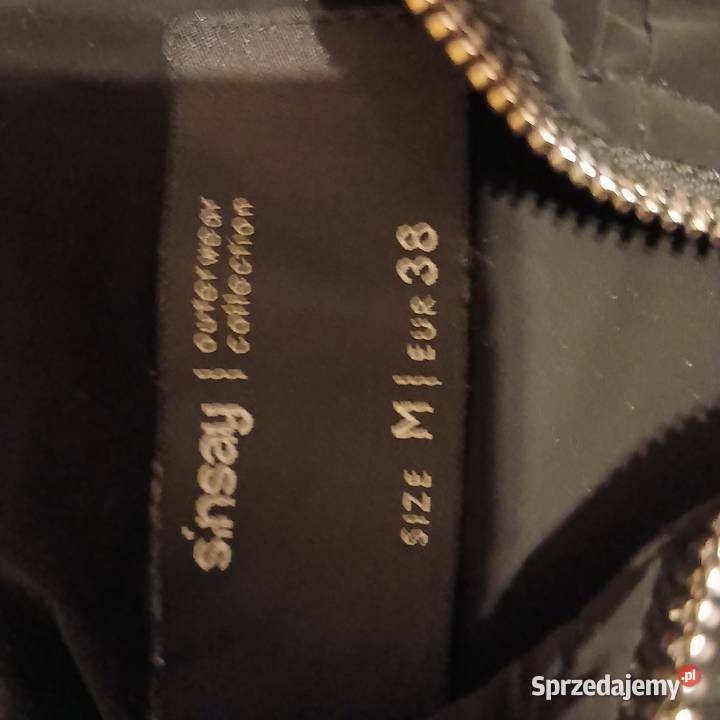 sinsay | outerwear
collection
SIZE M | EUR 38
Sprzedajemy.pl